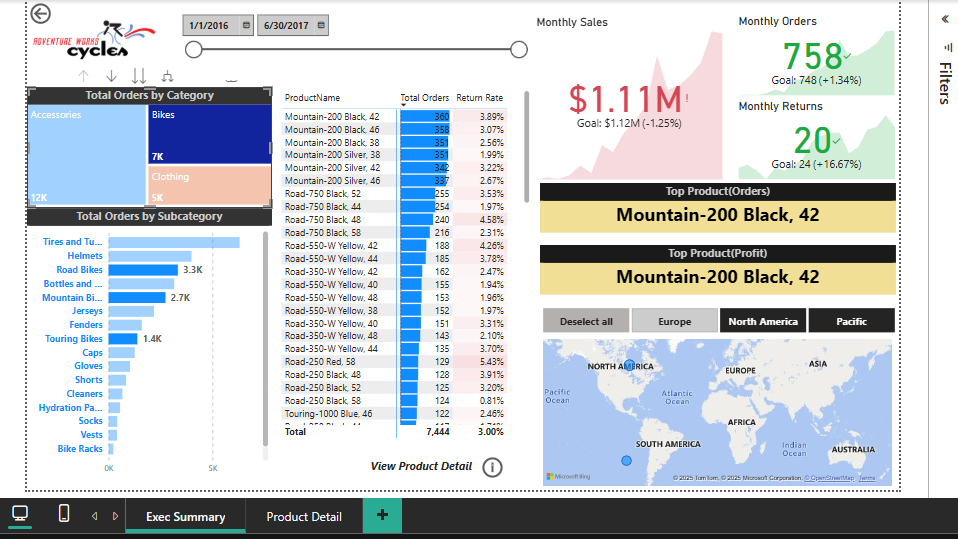 ADVENTURE WORKS
cycles
1/1/2016
6/30/2017
Total Orders by Category
Accessories
12K
Bikes
7K
Clothing
5K
Total Orders by Subcategory
Tires and Tu...
Helmets
Road Bikes 3.3K
Bottles and ...
Mountain Bi... 2.7K
Jerseys
Fenders
Touring Bikes 1.4K
Caps
Gloves
Shorts
Cleaners
Hydration Pa...
Socks
Vests
Bike Racks
0K 5K
ProductName Total Orders Return Rate
Mountain-200 Black, 42 360 3.89%
Mountain-200 Black, 46 358 3.07%
Mountain-200 Black, 38 351 2.56%
Mountain-200 Silver, 38 351 1.99%
Mountain-200 Silver, 42 342 3.22%
Mountain-200 Silver, 46 337 2.67%
Road-750 Black, 52 255 3.53%
Road-750 Black, 44 254 1.97%
Road-750 Black, 48 240 4.58%
Road-750 Black, 58 216 2.31%
Road-550-W Yellow, 42 188 4.26%
Road-550-W Yellow, 44 185 3.78%
Road-350-W Yellow, 42 162 2.47%
Road-550-W Yellow, 40 155 1.94%
Road-550-W Yellow, 48 153 1.96%
Road-550-W Yellow, 38 152 1.97%
Road-350-W Yellow, 40 151 3.31%
Road-350-W Yellow, 48 143 2.10%
Road-350-W Yellow, 44 135 3.70%
Road-250 Red, 58 129 5.43%
Road-250 Black, 48 128 3.91%
Road-250 Black, 52 125 3.20%
Road-250 Black, 58 124 0.81%
Touring-1000 Blue, 46 122 2.46%
Total 7,444 3.00%
View Product Detail
Monthly Sales
$1.11M!
Goal: $1.12M (-1.25%)
Monthly Orders
758
Goal: 748 (+1.34%)
Monthly Returns
20
Goal: 24 (+16.67%)
Top Product(Orders)
Mountain-200 Black, 42
Top Product(Profit)
Mountain-200 Black, 42
Deselect all
Europe
North America
Pacific
NORTH AMERICA
EUROPE
ASIA
Pacific
Ocean
Atlantic
Ocean
AFRICA
SOUTH AMERICA
Indian
Ocean
AUSTRALIA
Microsoft Bing
© 2025 TomTom, © 2025 Microsoft Corporation, © OpenStreetMap Terms
Filters
Exec Summary
Product Detail